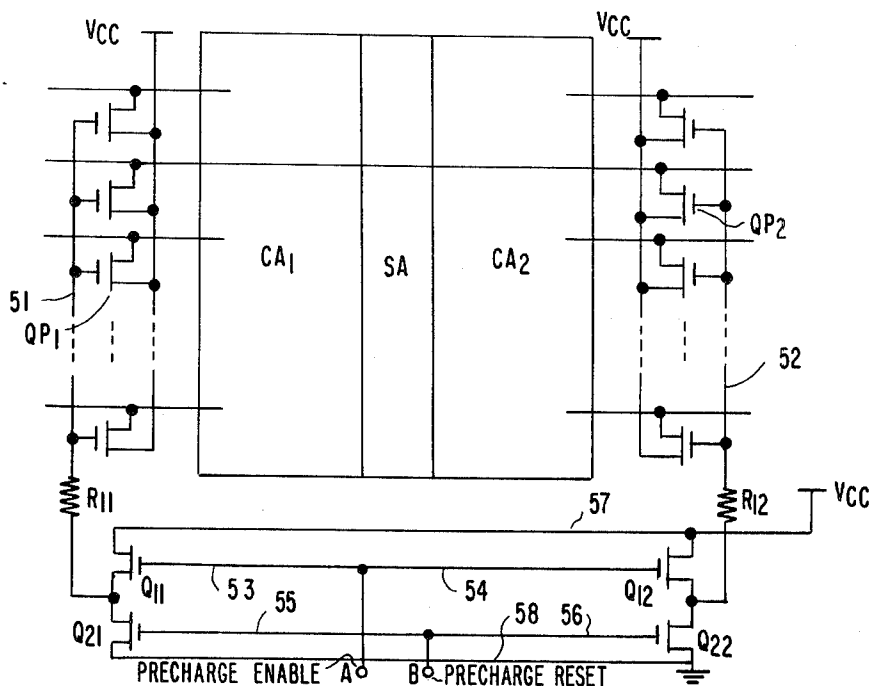 VCC VCC
QP2
CA1 SA CA2
51
QP1
52
R11 R12 VCC
57
Q11 53 54 Q12
55 56 58
Q21 Q22
PRECHARGE ENABLE A B PRECHARGE RESET